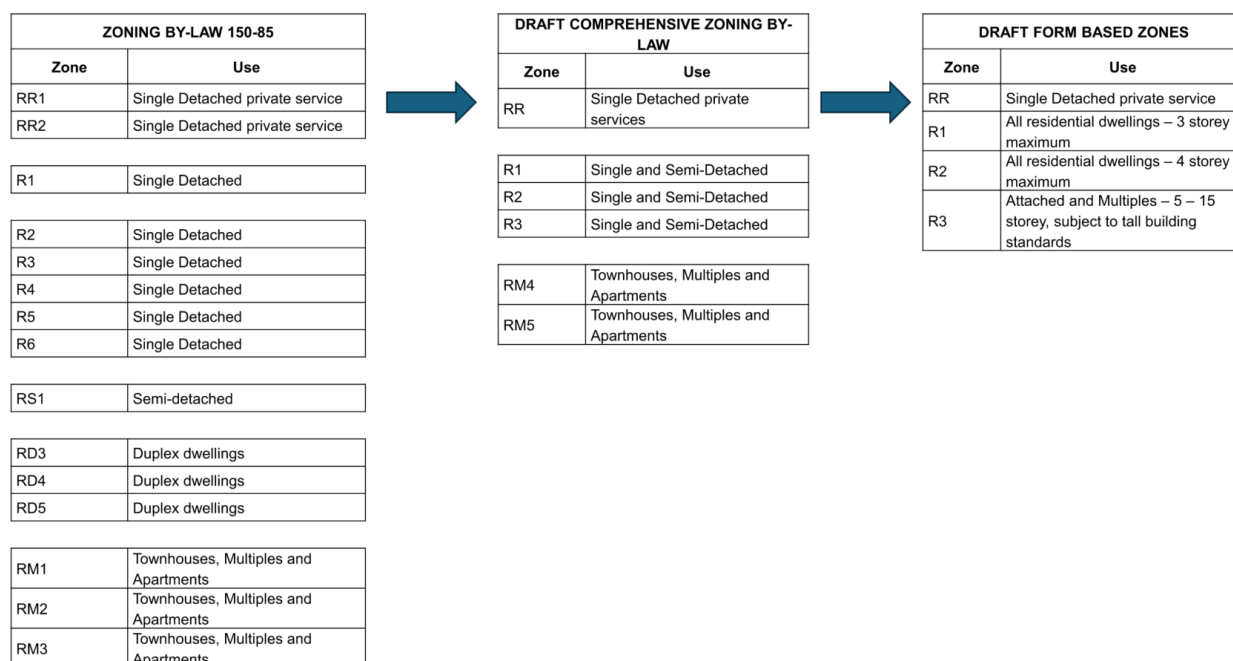 ZONING BY-LAW 150-85
Zone Use
RR1 Single Detached private service
RR2 Single Detached private service
R1 Single Detached
R2 Single Detached
R3 Single Detached
R4 Single Detached
R5 Single Detached
R6 Single Detached
RS1 Semi-detached
RD3 Duplex dwellings
RD4 Duplex dwellings
RD5 Duplex dwellings
RM1 Townhouses, Multiples and
Apartments
RM2 Townhouses, Multiples and
Apartments
RM3 Townhouses, Multiples and
Apartments
DRAFT COMPREHENSIVE ZONING BY-
LAW
Zone Use
RR Single Detached private
services
R1 Single and Semi-Detached
R2 Single and Semi-Detached
R3 Single and Semi-Detached
RM4 Townhouses, Multiples and
Apartments
RM5 Townhouses, Multiples and
Apartments
DRAFT FORM BASED ZONES
Zone Use
RR Single Detached private service
R1 All residential dwellings – 3 storey
maximum
R2 All residential dwellings – 4 storey
maximum
R3 Attached and Multiples – 5 – 15
storey, subject to tall building
standards